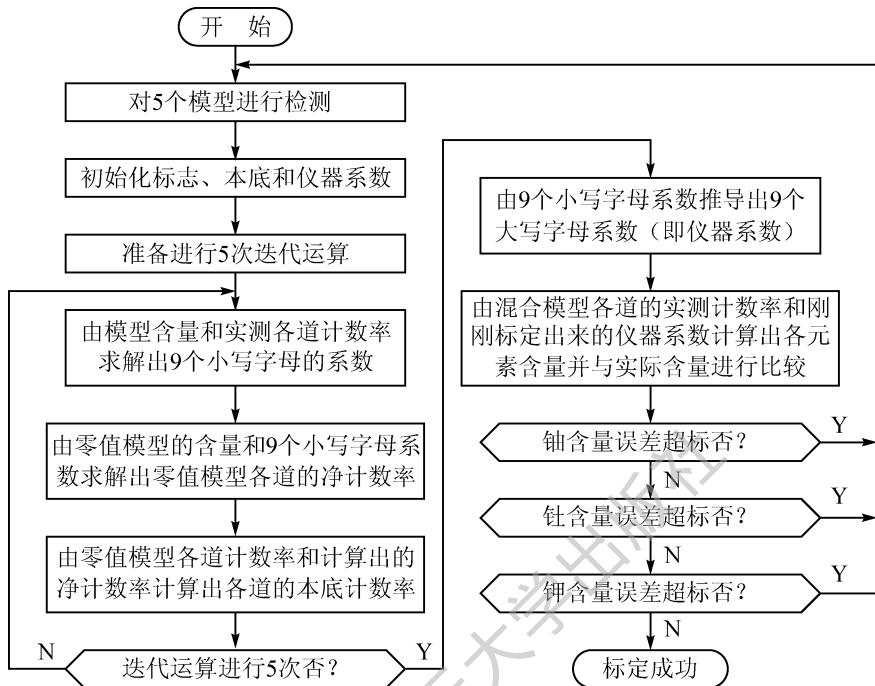 开 始
对5个模型进行检测
初始化标志、本底和仪器系数
准备进行5次迭代运算
由模型含量和实测各道计数率
求解出9个小写字母的系数
由零值模型的含量和9个小写字母系
数求解出零值模型各道的净计数率
由零值模型各道计数率和计算出的
净计数率计算出各道的本底计数率
N
迭代运算进行5次否？
Y
由9个小写字母系数推导出9个
大写字母系数（即仪器系数）
由混合模型各道的实测计数率和刚
刚标定出来的仪器系数计算出各元
素含量并与实际含量进行比较
铀含量误差超标否？
Y
N
钍含量误差超标否？
Y
N
钾含量误差超标否？
Y
N
标定成功
大学出版社